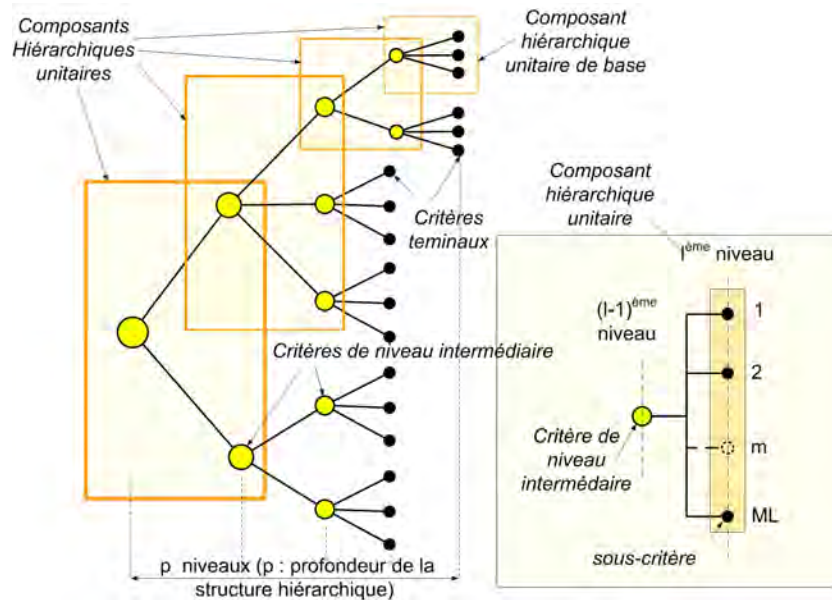 Composants
Hiérarchiques
unitaires
Composant
hiérarchique
unitaire de base
Critères
teminaux
Critères de niveau intermédiaire
p niveaux (p : profondeur de la
structure hiérarchique)
Composant
hiérarchique
unitaire
lème niveau
(l-1)ème
niveau
1
2
m
ML
Critère de
niveau
intermédaire
sous-critère